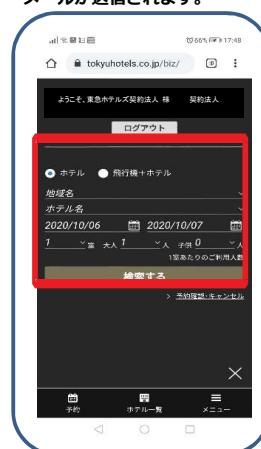 メールが送信されます。
66% 17:48
tokyuhotels.co.jp/biz/
ようこそ、東急ホテルズ契約法人 様 契約法人
ログアウト
ホテル 飛行機+ホテル
地域名
ホテル名
2020/10/06 2020/10/07
1 室 大人 1 人 子供 0 人
1室あたりのご利用人数
検索する
> 予約確認・キャンセル
予約 ホテル一覧 メニュー